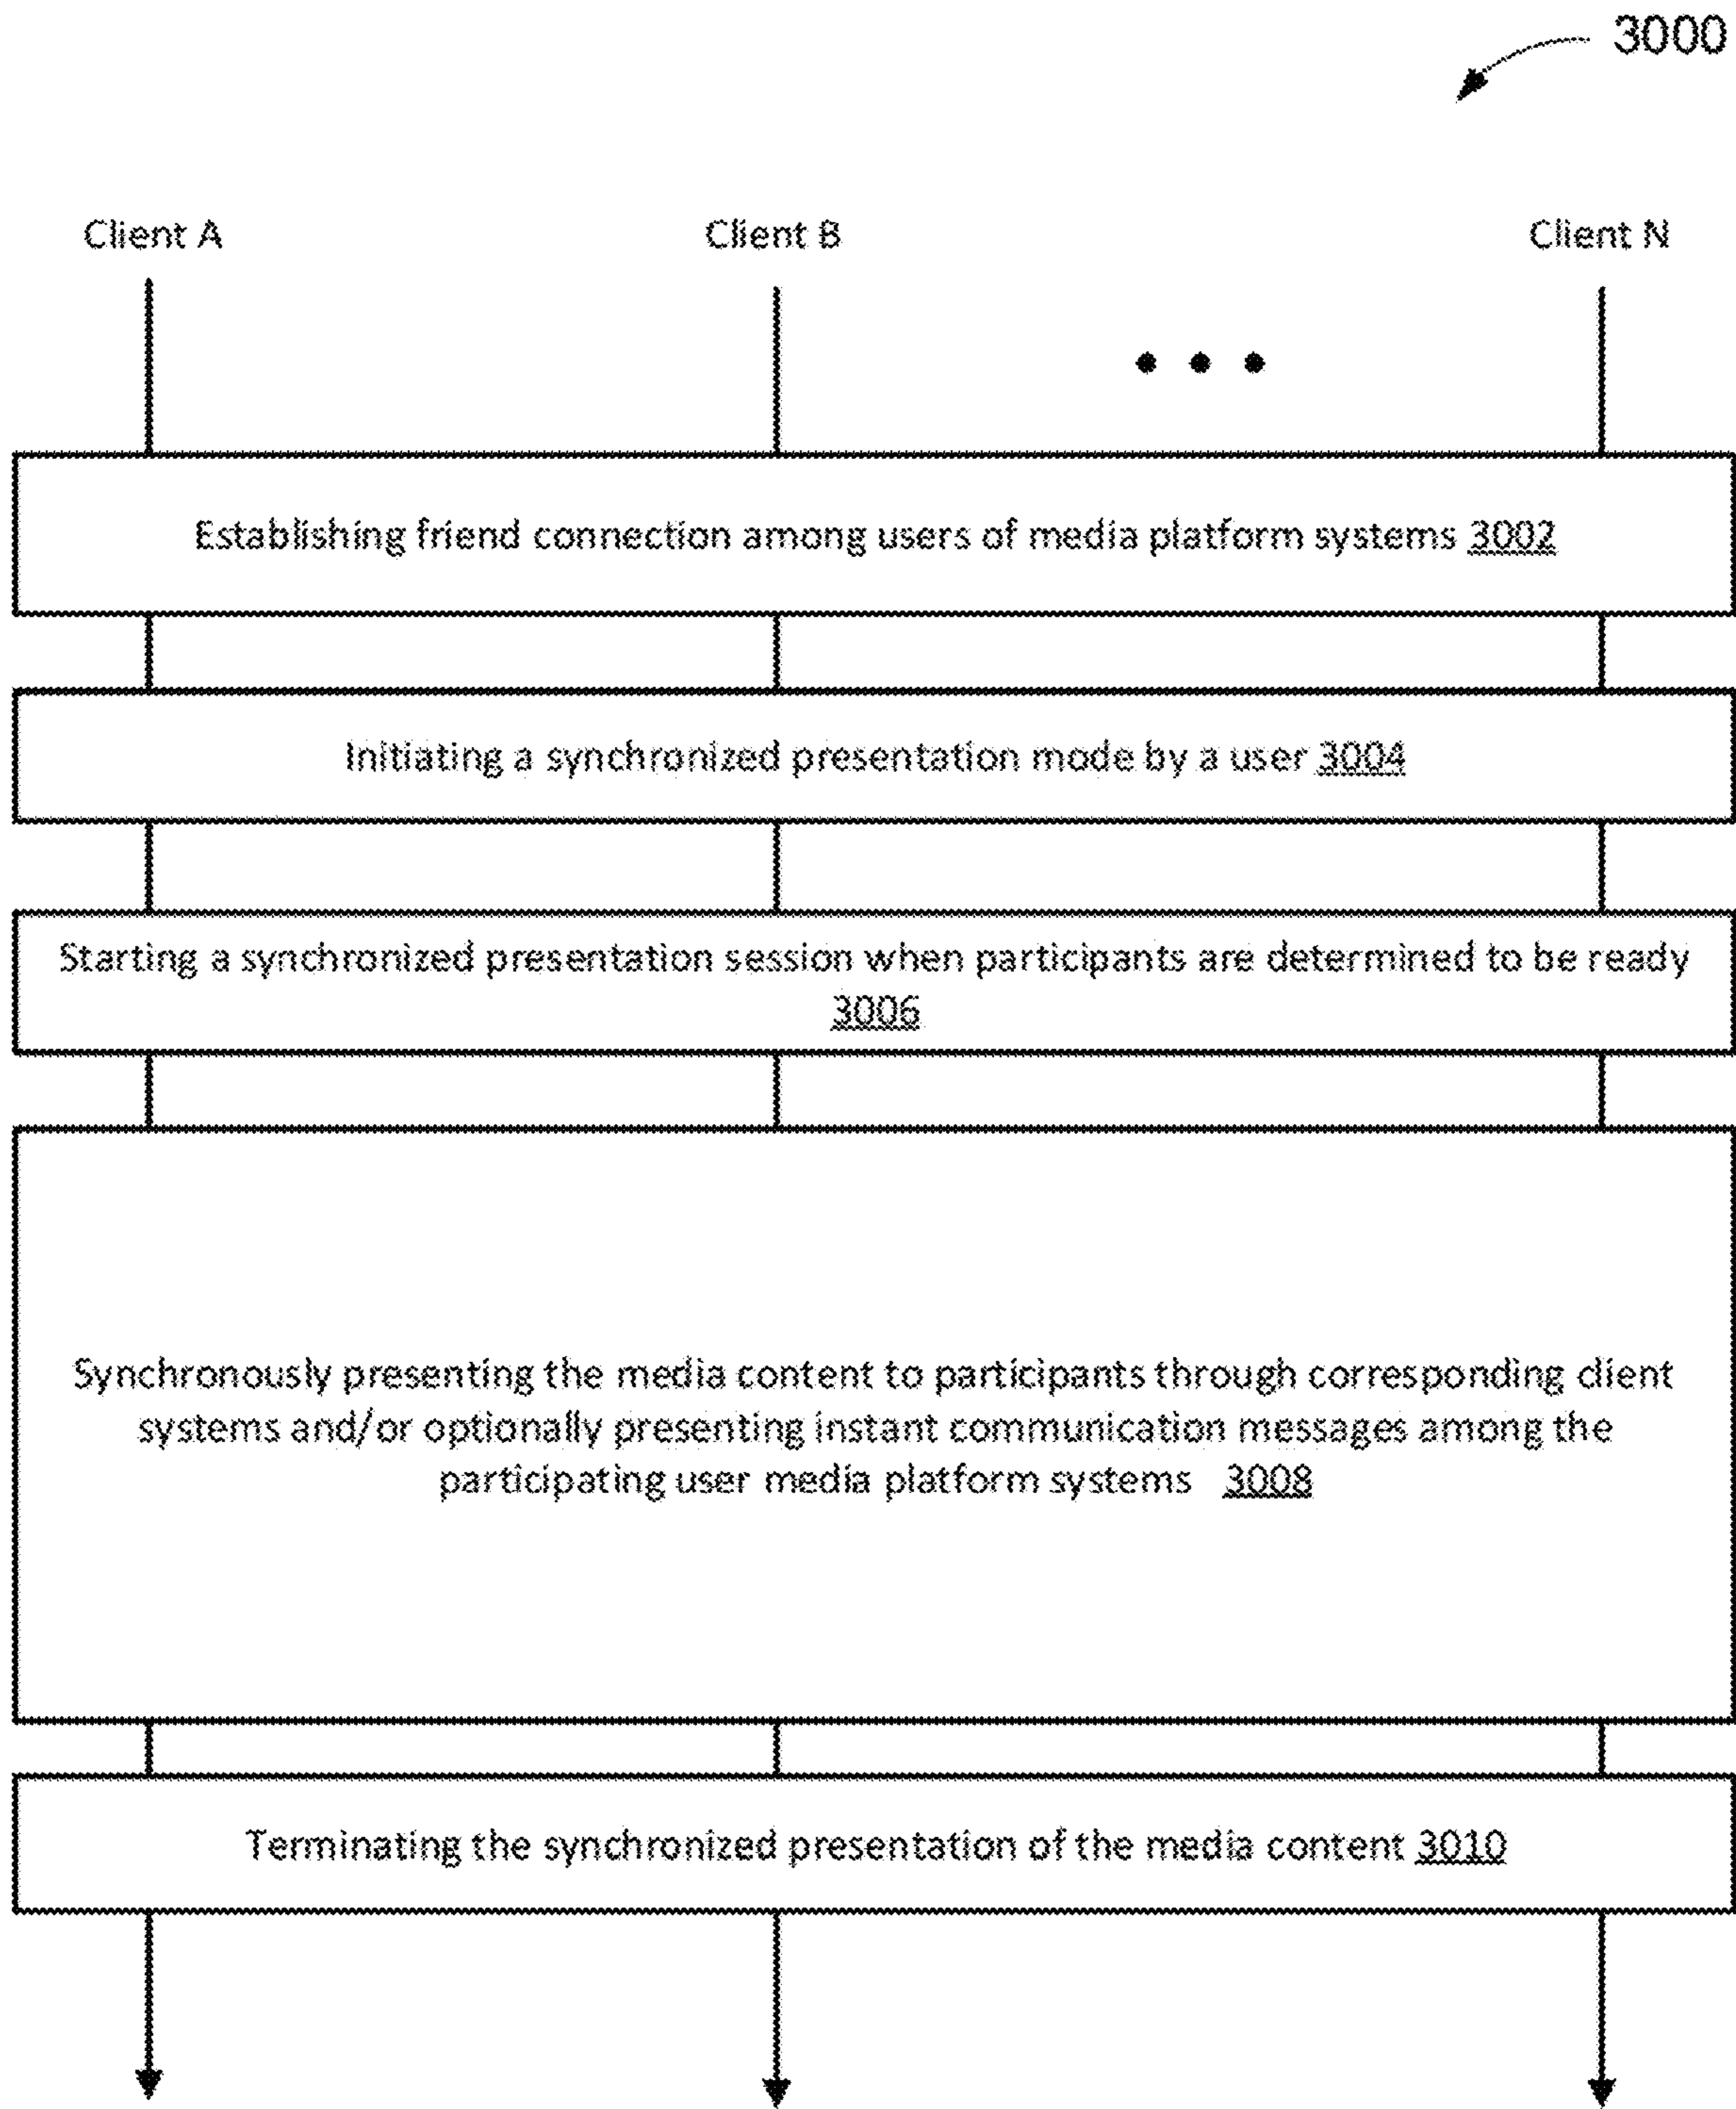 3000
Client A
Client B
Client N
Establishing friend connection among users of media platform systems 3002
Initiating a synchronized presentation mode by a user 3004
Starting a synchronized presentation session when participants are determined to be ready
3006
Synchronously presenting the media content to participants through corresponding client
systems and/or optionally presenting instant communication messages among the
participating user media platform systems 3008
Terminating the synchronized presentation of the media content 3010